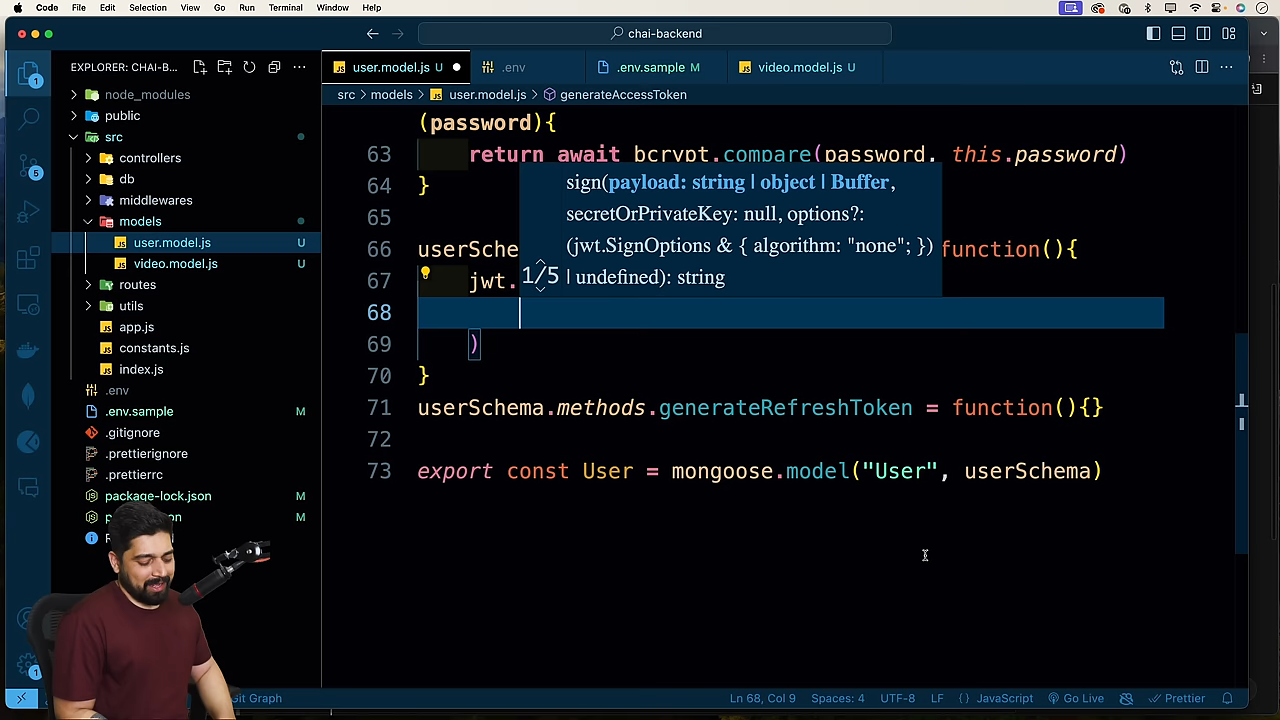 Code File Edit Selection View Go Run Terminal Window Help
chai-backend
EXPLORER: CHAI-B...
user.model.js U
.env
.env.sample M
video.model.js U
src > models > user.model.js > generateAccessToken
node_modules
public
src
controllers
db
middlewares
models
user.model.js U
video.model.js U
routes
utils
app.js
constants.js
index.js
.env
.env.sample M
.gitignore
.prettierignore
.prettierrc
package-lock.json M
M
1
5
1
(password){
63 return await bcrypt.compare(password, this.password)
64 }
65
66 userSche function(){
67 jwt.
68
69 )
70 }
71 userSchema.methods.generateRefreshToken = function(){}
72
73 export const User = mongoose.model("User", userSchema)
sign(payload: string | object | Buffer,
secretOrPrivateKey: null, options?:
(jwt.SignOptions & { algorithm: "none"; })
1/5 | undefined): string
Git Graph
Ln 68, Col 9 Spaces: 4 UTF-8 LF {} JavaScript Go Live Prettier